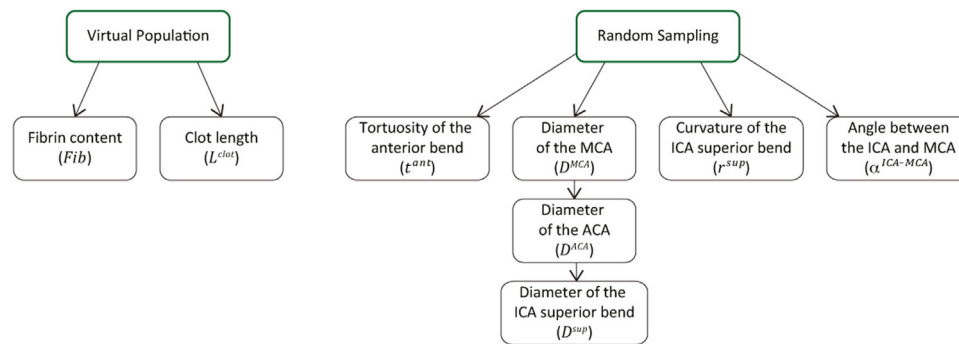 Virtual Population
Fibrin content
(Fib)
Clot length
(L^clot)
Random Sampling
Tortuosity of the
anterior bend
(t^ant)
Diameter
of the MCA
(D^MCA)
Curvature of the
ICA superior bend
(r^sup)
Angle between
the ICA and MCA
(α^ICA-MCA)
Diameter
of the ACA
(D^ACA)
Diameter of the
ICA superior bend
(D^sup)